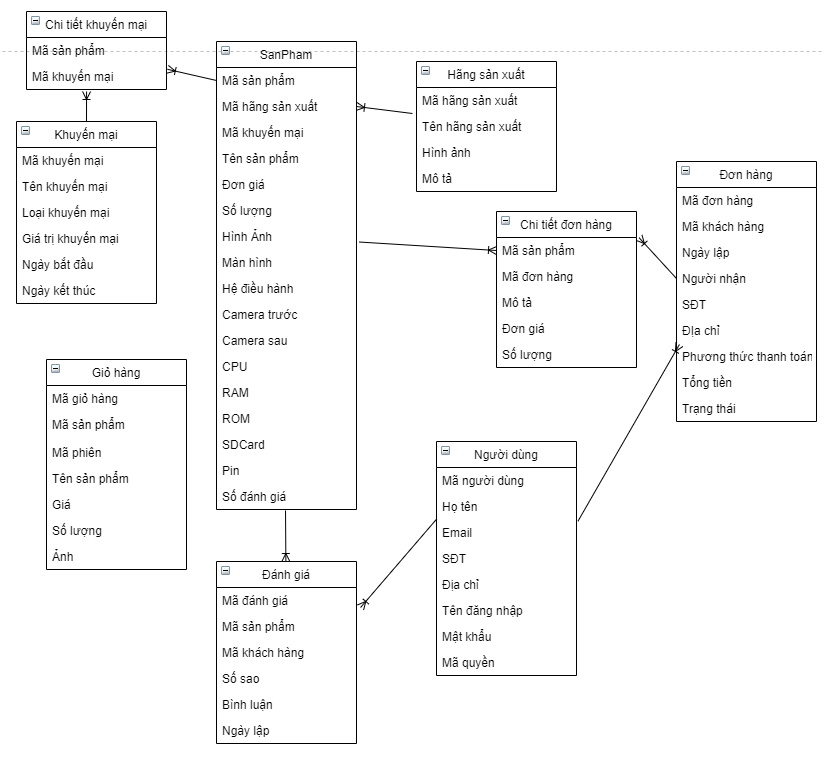 Chi tiết khuyến mại
Mã sản phẩm
Mã khuyến mại
Khuyến mại
Mã khuyến mại
Tên khuyến mại
Loại khuyến mại
Giá trị khuyến mại
Ngày bắt đầu
Ngày kết thúc
SanPham
Mã sản phẩm
Mã hãng sản xuất
Mã khuyến mại
Tên sản phẩm
Đơn giá
Số lượng
Hình Ảnh
Màn hình
Hệ điều hành
Camera trước
Camera sau
CPU
RAM
ROM
SDCard
Pin
Số đánh giá
Hãng sản xuất
Mã hãng sản xuất
Tên hãng sản xuất
Hình ảnh
Mô tả
Chi tiết đơn hàng
Mã sản phẩm
Mã đơn hàng
Mô tả
Đơn giá
Số lượng
Đơn hàng
Mã đơn hàng
Mã khách hàng
Ngày lập
Người nhận
SĐT
Địa chỉ
Phương thức thanh toán
Tổng tiền
Trạng thái
Giỏ hàng
Mã giỏ hàng
Mã sản phẩm
Mã phiên
Tên sản phẩm
Giá
Số lượng
Ảnh
Người dùng
Mã người dùng
Họ tên
Email
SĐT
Địa chỉ
Tên đăng nhập
Mật khẩu
Mã quyền
Đánh giá
Mã đánh giá
Mã sản phẩm
Mã khách hàng
Số sao
Bình luận
Ngày lập